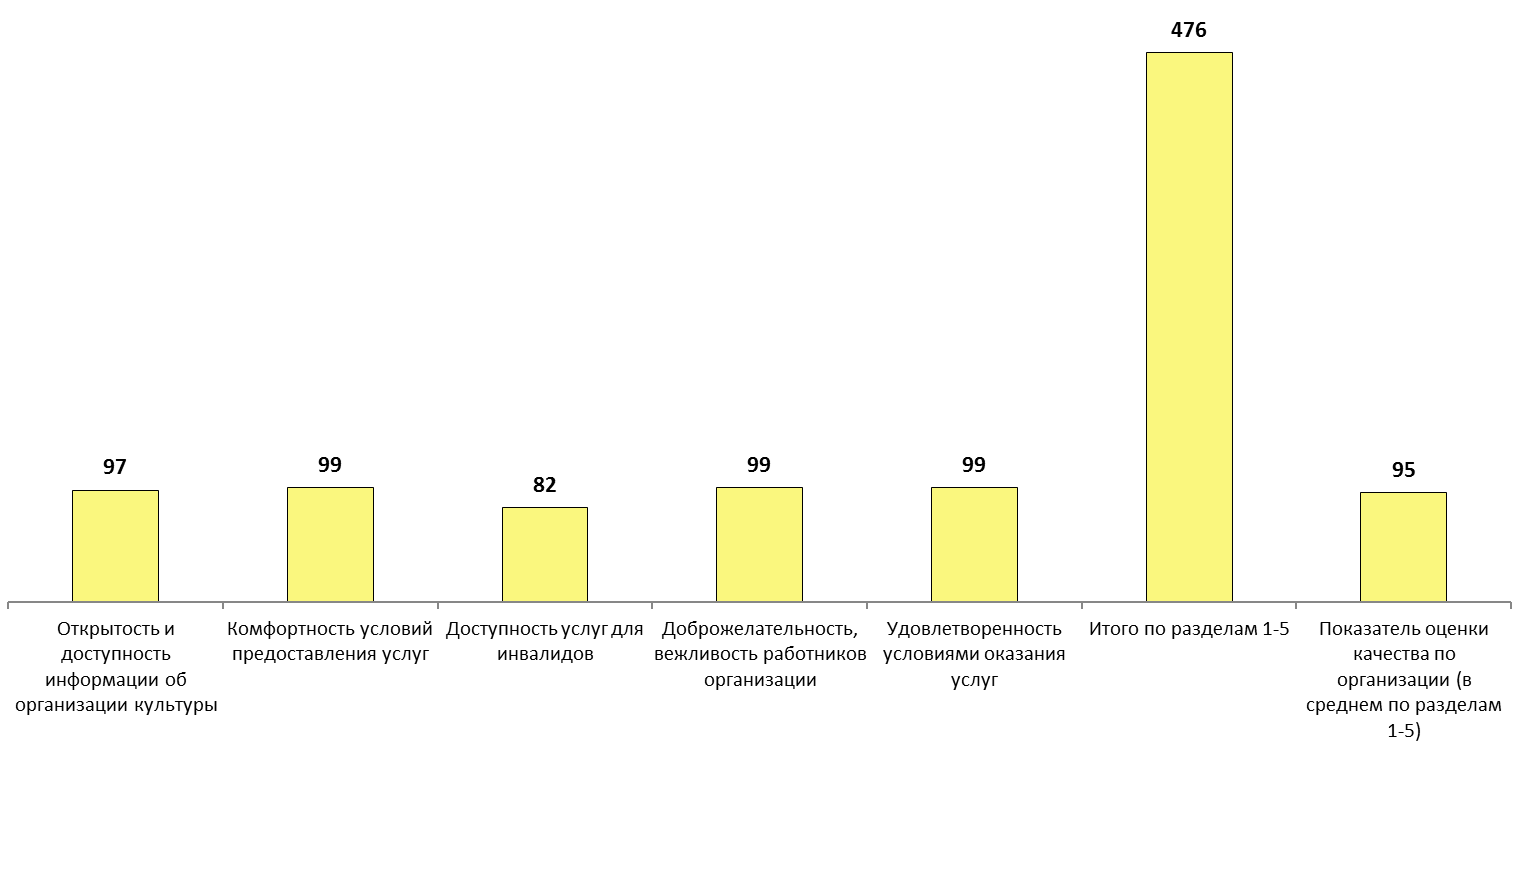 476
97
99
82
99
99
95
Открытость и
доступность
информации об
организации культуры
Комфортность условий
предоставления услуг
Доступность услуг для
инвалидов
Доброжелательность,
вежливость работников
организации
Удовлетворенность
условиями оказания
услуг
Итого по разделам 1-5
Показатель оценки
качества по
организации (в
среднем по разделам
1-5)